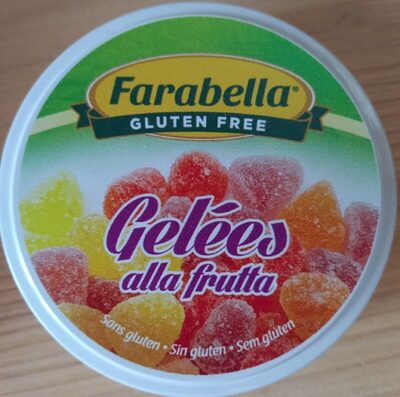 Farabella®
GLUTEN FREE
Gelées
alla frutta
Sans gluten • Sin gluten • Sem glúten